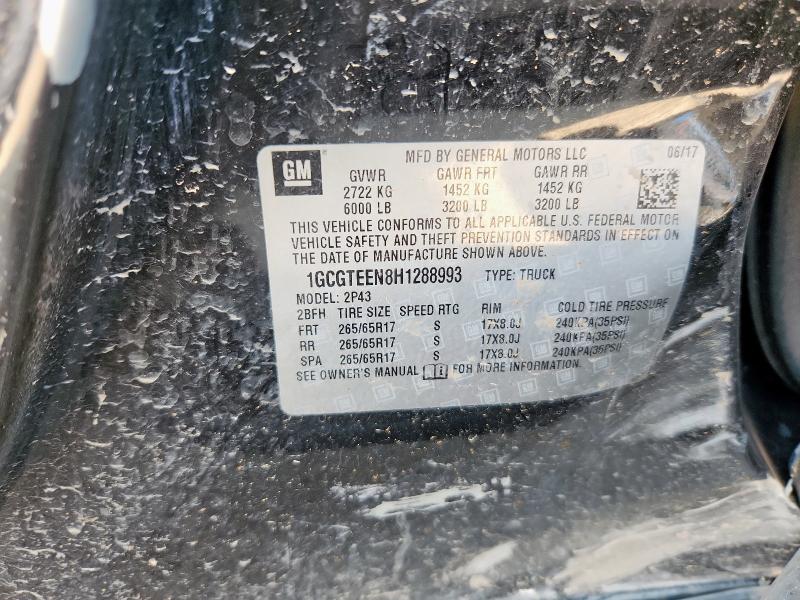 GM MFD BY GENERAL MOTORS LLC 06/17
GVWR GAWR FRT GAWR RR
2722 KG 1452 KG 1452 KG
6000 LB 3200 LB 3200 LB
THIS VEHICLE CONFORMS TO ALL APPLICABLE U.S. FEDERAL MOTOR
VEHICLE SAFETY AND THEFT PREVENTION STANDARDS IN EFFECT ON
THE DATE OF MANUFACTURE SHOWN ABOVE.
1GCGTEEN8H1288993 TYPE: TRUCK
MODEL: 2P43
2BFH TIRE SIZE SPEED RTG RIM COLD TIRE PRESSURE
FRT 265/65R17 S 17X8.0J 240KPA(35PSI)
RR 265/65R17 S 17X8.0J 240KPA(35PSI)
SPA 265/65R17 S 17X8.0J 240KPA(35PSI)
SEE OWNER'S MANUAL FOR MORE INFORMATION.